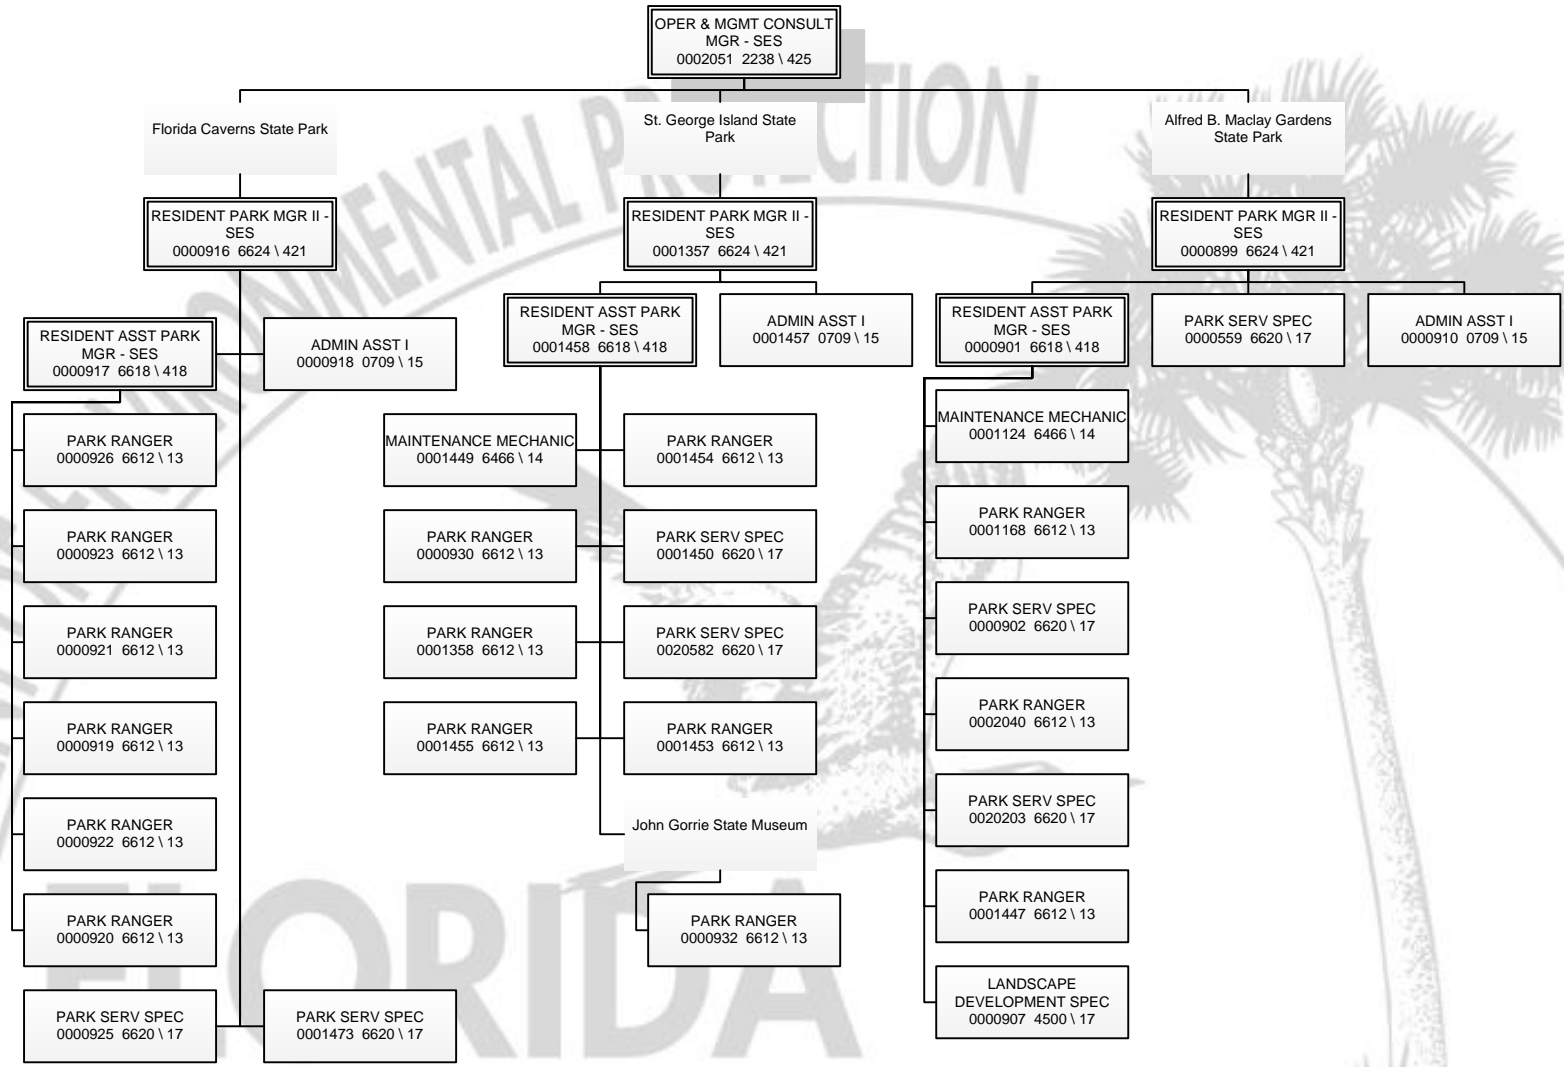 OPER & MGMT CONSULT
MGR - SES
0002051 2238 \ 425
Florida Caverns State Park
St. George Island State
Park
Alfred B. Maclay Gardens
State Park
RESIDENT PARK MGR II -
SES
0000916 6624 \ 421
RESIDENT PARK MGR II -
SES
0001357 6624 \ 421
RESIDENT PARK MGR II -
SES
0000899 6624 \ 421
RESIDENT ASST PARK
MGR - SES
0000917 6618 \ 418
ADMIN ASST I
0000918 0709 \ 15
RESIDENT ASST PARK
MGR - SES
0001458 6618 \ 418
ADMIN ASST I
0001457 0709 \ 15
RESIDENT ASST PARK
MGR - SES
0000901 6618 \ 418
PARK SERV SPEC
0000559 6620 \ 17
ADMIN ASST I
0000910 0709 \ 15
PARK RANGER
0000926 6612 \ 13
PARK RANGER
0000923 6612 \ 13
PARK RANGER
0000921 6612 \ 13
PARK RANGER
0000919 6612 \ 13
PARK RANGER
0000922 6612 \ 13
PARK RANGER
0000920 6612 \ 13
PARK SERV SPEC
0000925 6620 \ 17
PARK SERV SPEC
0001473 6620 \ 17
MAINTENANCE MECHANIC
0001449 6466 \ 14
PARK RANGER
0001454 6612 \ 13
PARK RANGER
0000930 6612 \ 13
PARK SERV SPEC
0001450 6620 \ 17
PARK RANGER
0001358 6612 \ 13
PARK SERV SPEC
0020582 6620 \ 17
PARK RANGER
0001455 6612 \ 13
PARK RANGER
0001453 6612 \ 13
John Gorrie State Museum
PARK RANGER
0000932 6612 \ 13
MAINTENANCE MECHANIC
0001124 6466 \ 14
PARK RANGER
0001168 6612 \ 13
PARK SERV SPEC
0000902 6620 \ 17
PARK RANGER
0002040 6612 \ 13
PARK SERV SPEC
0020203 6620 \ 17
PARK RANGER
0001447 6612 \ 13
LANDSCAPE
DEVELOPMENT SPEC
0000907 4500 \ 17
ENVIRONMENTAL PROTECTION
FLORIDA